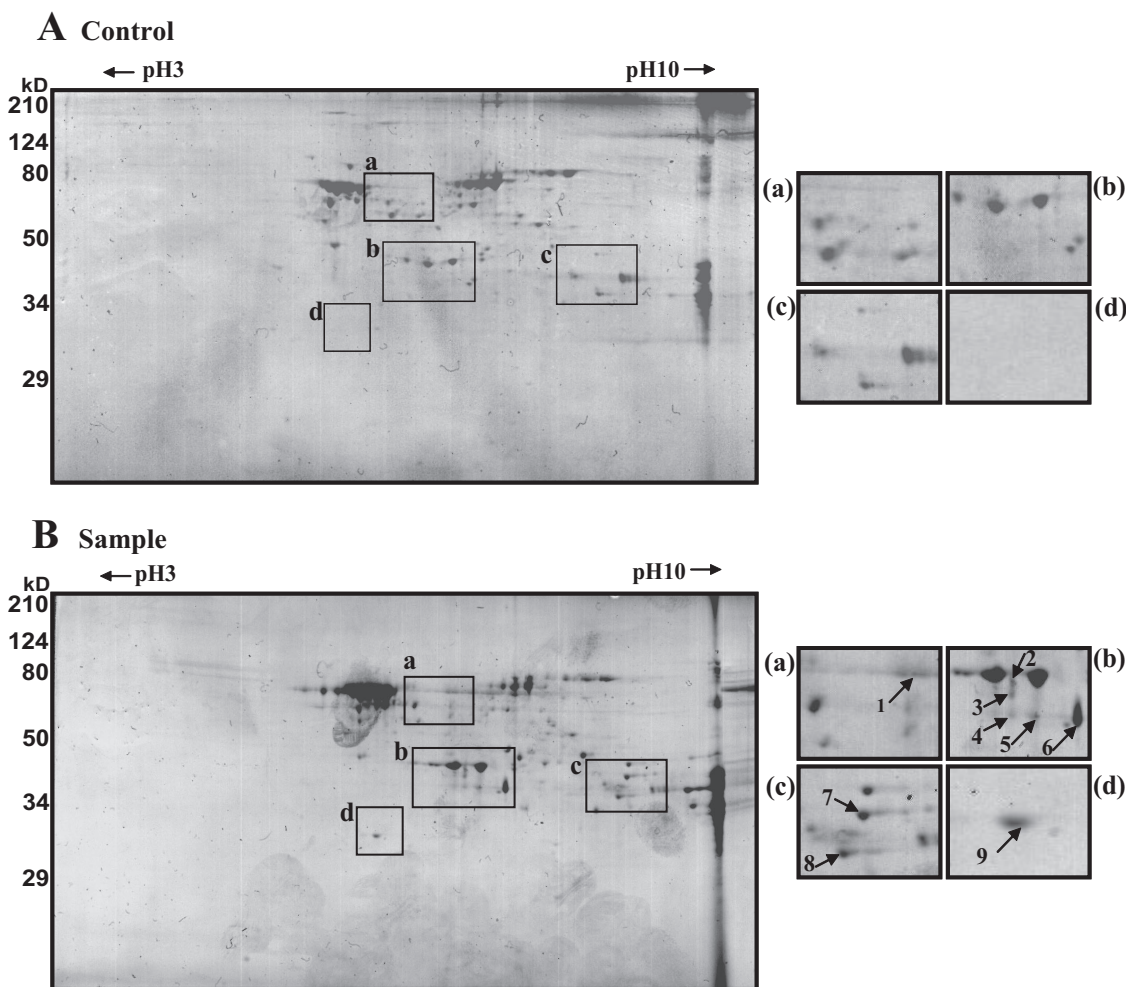 A Control
pH3 pH10
kD
210
124
80
50
34
29
a
b
c
d
(a) (b)
(c) (d)
B Sample
pH3 pH10
kD
210
124
80
50
34
29
a
b
c
d
(a) 1 2 3 4 5 6 (b)
(c) 7 8 9 (d)